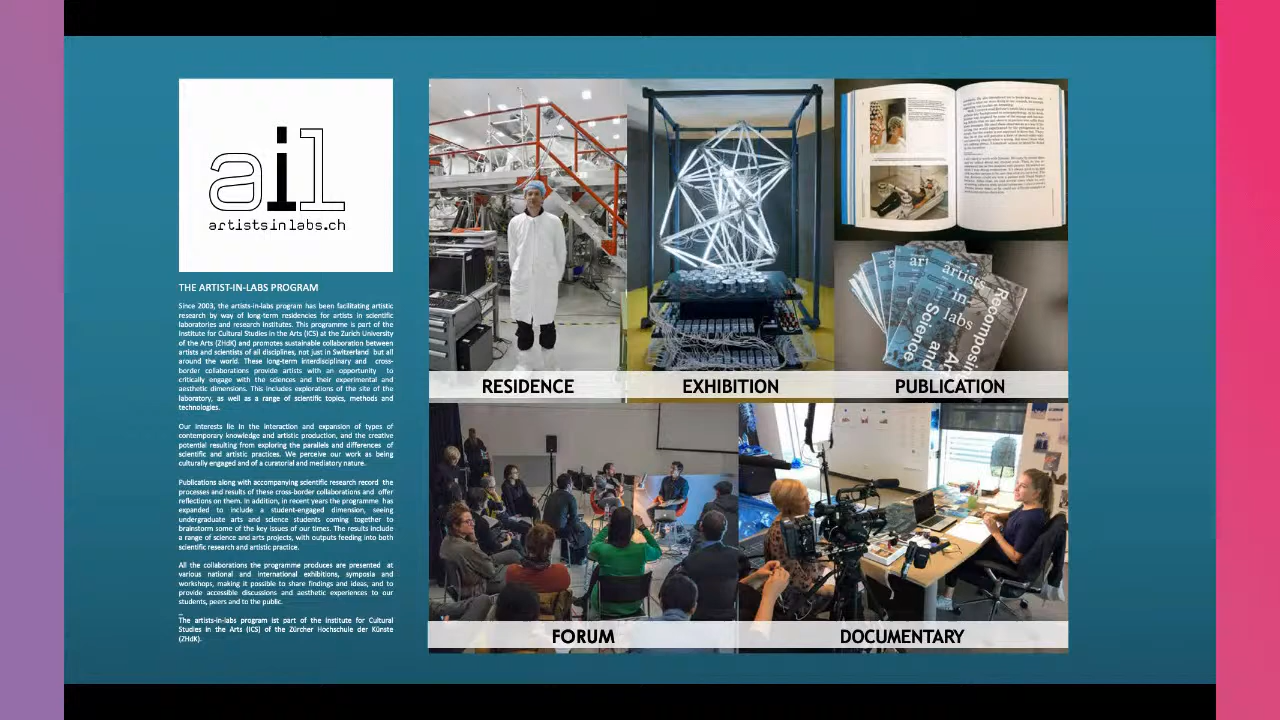 ail
artistsinlabs.ch
THE ARTIST-IN-LABS PROGRAM
Since 2003, the artists-in-labs program has been facilitating artistic
research by way of long-term residencies for artists in scientific
laboratories and research institutes. This programme is part of the
Institute for Cultural Studies in the Arts (ICS) at the Zurich University
of the Arts (ZHdK) and promotes sustainable collaboration between
artists and scientists of all disciplines, not just in Switzerland but all
around the world. These long-term interdisciplinary and cross-
border collaborations provide artists with an opportunity to
critically engage with the sciences and their experimental and
aesthetic dimensions. This includes explorations of the site of the
laboratory, as well as a range of scientific topics, methods and
technologies.
Our interests lie in the interaction and expansion of types of
contemporary knowledge and artistic production, and the creative
potential resulting from exploring the parallels and differences of
scientific and artistic practices. We perceive our work as being
culturally engaged and of a curatorial and mediatory nature.
Publications along with accompanying scientific research record the
processes and results of these cross-border collaborations and offer
reflections on them. In addition, in recent years the programme has
expanded to include a student-engaged dimension, seeing
undergraduate arts and science students coming together to
brainstorm some of the key issues of our times. The results include
a range of science and arts projects, with outputs feeding into both
scientific research and artistic practice.
All the collaborations the programme produces are presented at
various national and international exhibitions, symposia and
workshops, making it possible to share findings and ideas, and to
provide accessible discussions and aesthetic experiences to our
students, peers and to the public.
The artists-in-labs program ist part of the Institute for Cultural
Studies in the Arts (ICS) of the Zürcher Hochschule der Künste
(ZHdK).
artists
in
labs
RESIDENCE
EXHIBITION
PUBLICATION
FORUM
DOCUMENTARY